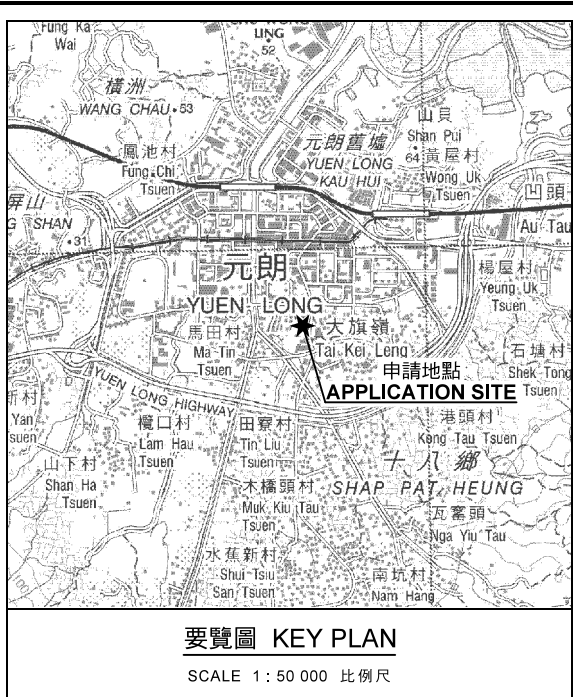 Fung Ka
Wai
LING
52
橫洲
WANG CHAU
53
元朗舊墟
YUEN LONG
KAU HUI
山貝
Shan Pui
64
黃屋村
Wong Uk
Tsuen
鳳池村
Fung Chi
Tsuen
凹頭
Au Tau
屏山
G SHAN
31
元朗
YUEN LONG
楊屋村
Yeung Uk
Tsuen
馬田村
Ma Tin
Tsuen
大旗嶺
Tai Kei Leng
石塘村
Shek Tong
Tsuen
申請地點
APPLICATION SITE
YUEN LONG HIGHWAY
新村
Yan
suen
欖口村
Lam Hau
Tsuen
田寮村
Tin Liu
Tsuen
港頭村
Kong Tau Tsuen
山下村
Shan Ha
Tsuen
十八鄉
SHAP PAT HEUNG
木橋頭村
Muk Kiu Tau
Tsuen
瓦窰頭
Nga Yiu Tau
水蕉新村
Shui Tsiu
San Tsuen
南坑村
Nam Hang
要覽圖 KEY PLAN
SCALE 1 : 50 000 比例尺